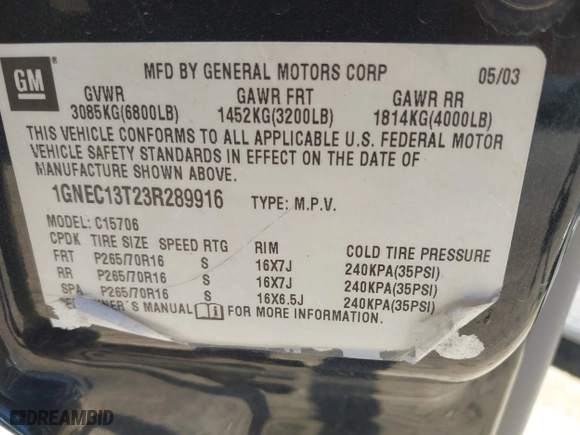 GM
MFD BY GENERAL MOTORS CORP 05/03
GVWR GAWR FRT GAWR RR
3085KG(6800LB) 1452KG(3200LB) 1814KG(4000LB)
THIS VEHICLE CONFORMS TO ALL APPLICABLE U.S. FEDERAL MOTOR
VEHICLE SAFETY STANDARDS IN EFFECT ON THE DATE OF
MANUFACTURE SHOWN ABOVE.
1GNEC13T23R289916 TYPE: M.P.V.
MODEL: C15706
CPDK TIRE SIZE SPEED RTG RIM COLD TIRE PRESSURE
FRT P265/70R16 S 16X7J 240KPA(35PSI)
RR P265/70R16 S 16X7J 240KPA(35PSI)
SPA P265/70R16 S 16X6.5J 240KPA(35PSI)
MANUAL FOR MORE INFORMATION.
DREAMBID